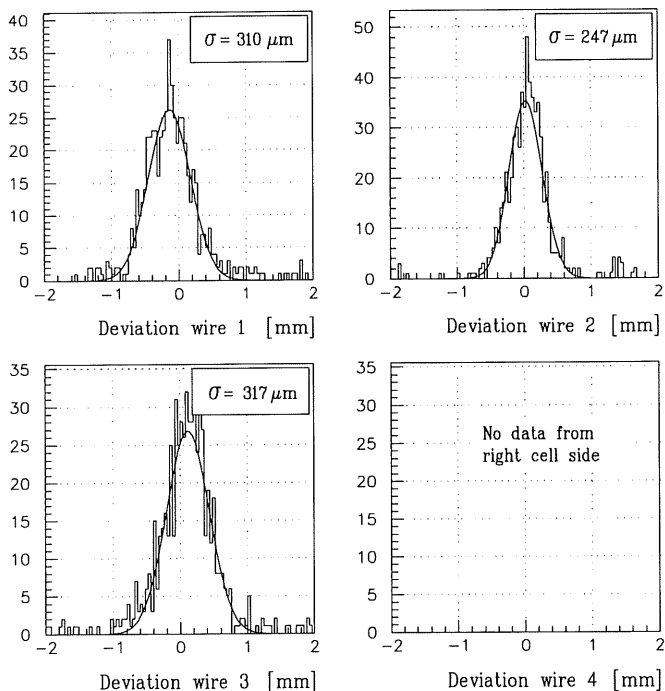 40
35
30
25
20
15
10
5
0
σ = 310 μm
−2 −1 0 1 2
Deviation wire 1 [mm]
50
40
30
20
10
0
σ = 247 μm
−2 −1 0 1 2
Deviation wire 2 [mm]
35
30
25
20
15
10
5
0
σ = 317 μm
−2 −1 0 1 2
Deviation wire 3 [mm]
35
30
25
20
15
10
5
0
No data from
right cell side
−2 −1 0 1 2
Deviation wire 4 [mm]